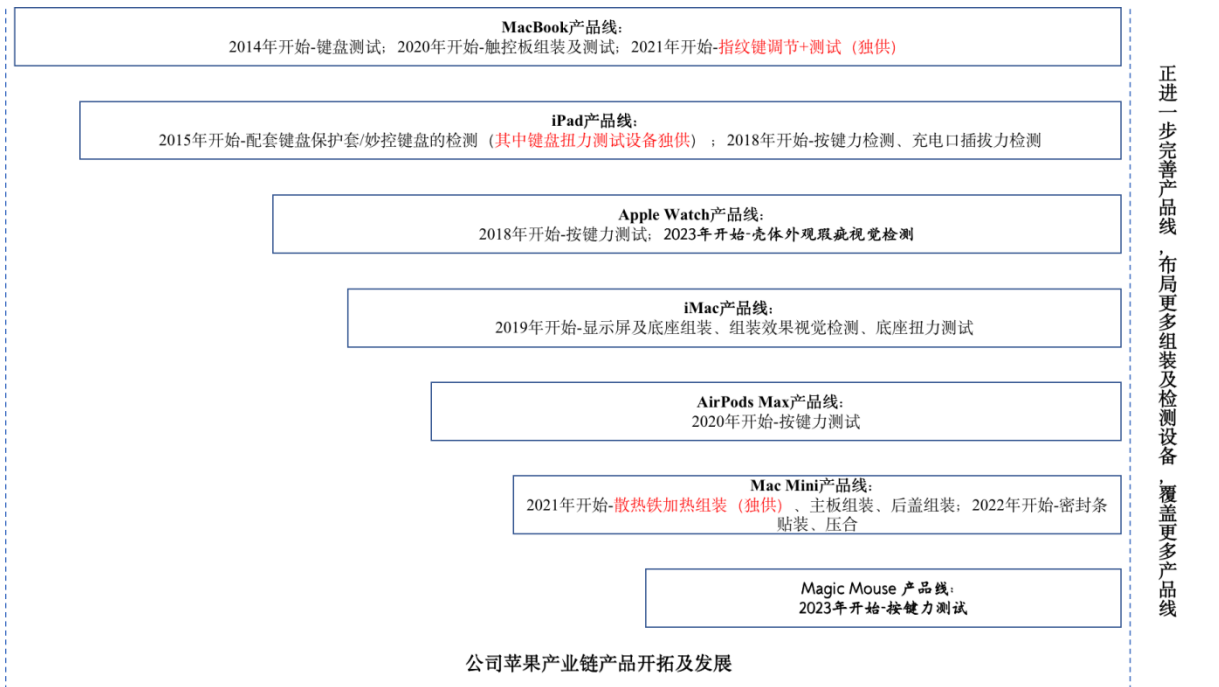 MacBook产品线：
2014年开始-键盘测试；2020年开始-触控板组装及测试；2021年开始-指纹键调节+测试（独供）
iPad产品线：
2015年开始-配套键盘保护套/妙控键盘的检测（其中键盘扭力测试设备独供）；2018年开始-按键力检测、充电口插拔力检测
Apple Watch产品线：
2018年开始-按键力测试；2023年开始-壳体外观瑕疵视觉检测
iMac产品线：
2019年开始-显示屏及底座组装、组装效果视觉检测、底座扭力测试
AirPods Max产品线：
2020年开始-按键力测试
Mac Mini产品线：
2021年开始-散热铁加热组装（独供）、主板组装、后盖组装；2022年开始-密封条
贴装、压合
Magic Mouse 产品线：
2023年开始-按键力测试
公司苹果产业链产品开拓及发展
正进一步完善产品线，布局更多组装及检测设备，覆盖更多产品线